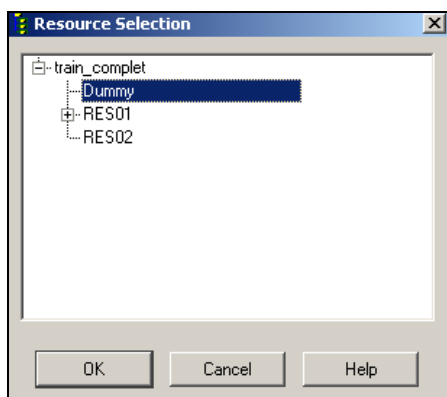 Resource Selection
train_complet
Dummy
RES01
RES02
OK Cancel Help